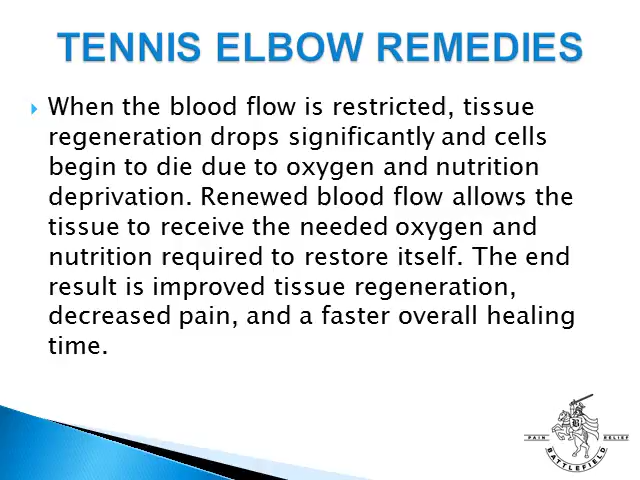 TENNIS ELBOW REMEDIES
When the blood flow is restricted, tissue
regeneration drops significantly and cells
begin to die due to oxygen and nutrition
deprivation. Renewed blood flow allows the
tissue to receive the needed oxygen and
nutrition required to restore itself. The end
result is improved tissue regeneration,
decreased pain, and a faster overall healing
time.
B
PAIN RELIEF
BATTLEFIELD